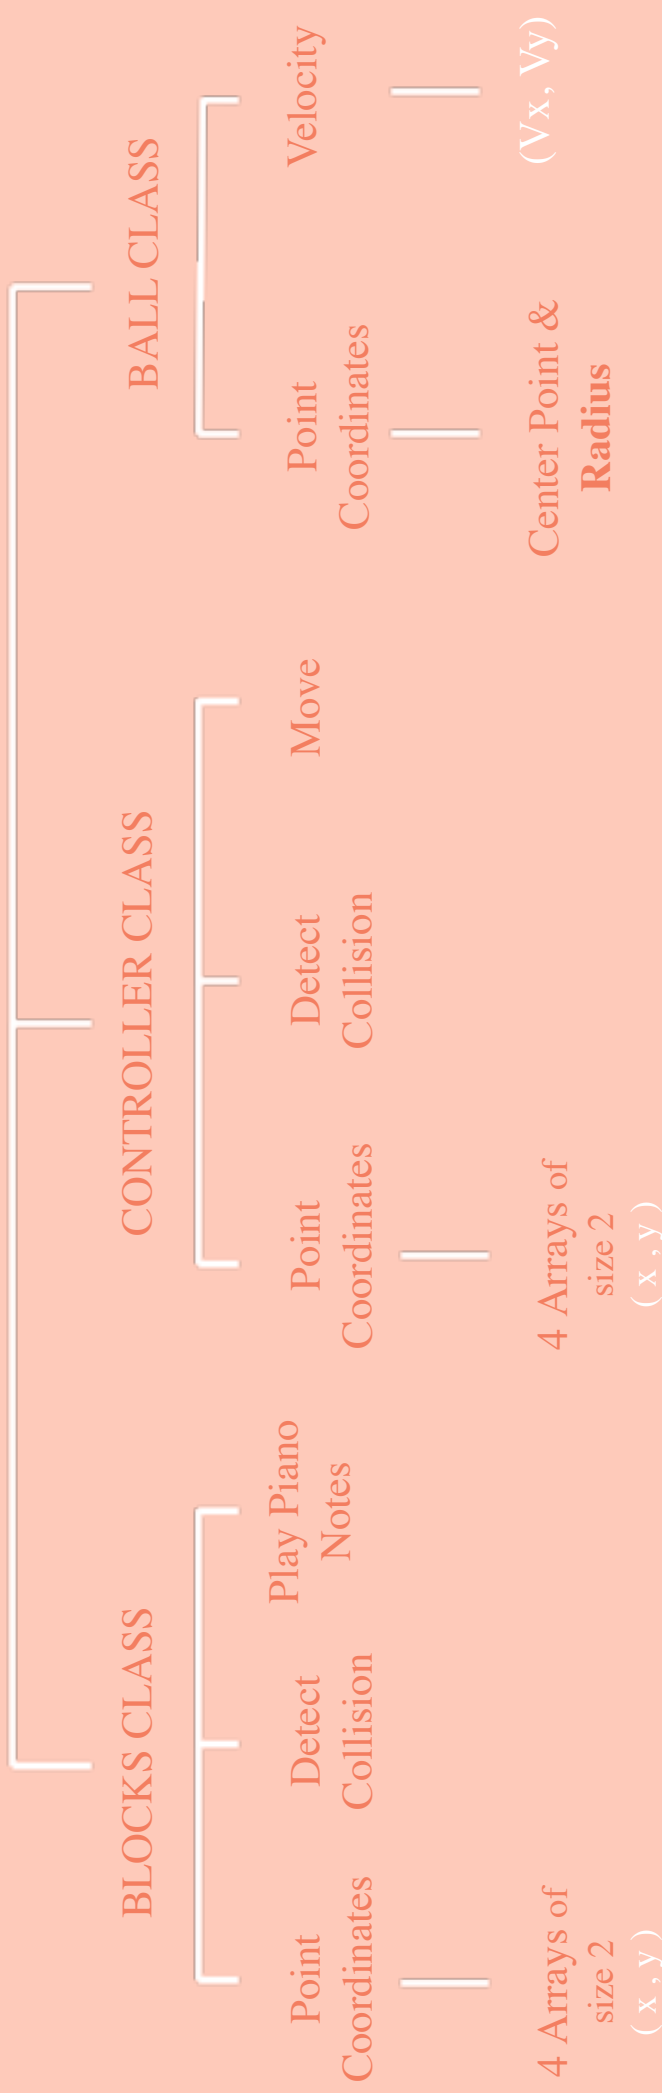 BLOCKS CLASS
CONTROLLER CLASS
BALL CLASS
Point
Coordinates
Detect
Collision
Play Piano
Notes
Point
Coordinates
Detect
Collision
Move
Point
Coordinates
Velocity
4 Arrays of
size 2
( x , y )
4 Arrays of
size 2
( x , y )
Center Point &
Radius
(Vx, Vy)